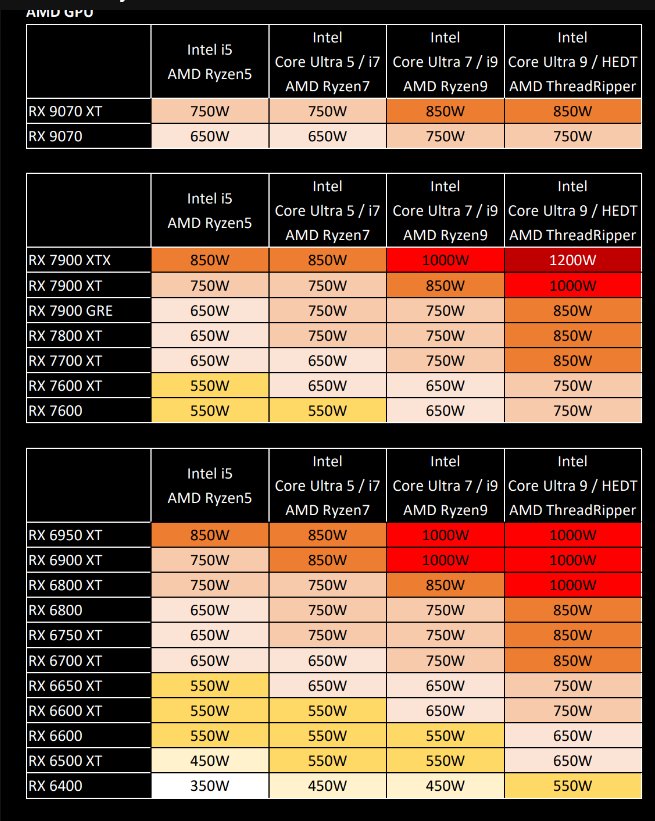 AMD GPU
Intel i5
AMD Ryzen5
Intel
Core Ultra 5 / i7
AMD Ryzen7
Intel
Core Ultra 7 / i9
AMD Ryzen9
Intel
Core Ultra 9 / HEDT
AMD ThreadRipper
RX 9070 XT 750W 750W 850W 850W
RX 9070 650W 650W 750W 750W
Intel i5
AMD Ryzen5
Intel
Core Ultra 5 / i7
AMD Ryzen7
Intel
Core Ultra 7 / i9
AMD Ryzen9
Intel
Core Ultra 9 / HEDT
AMD ThreadRipper
RX 7900 XTX 850W 850W 1000W 1200W
RX 7900 XT 750W 750W 850W 1000W
RX 7900 GRE 650W 750W 750W 850W
RX 7800 XT 650W 750W 750W 850W
RX 7700 XT 650W 650W 750W 850W
RX 7600 XT 550W 650W 650W 750W
RX 7600 550W 550W 650W 750W
Intel i5
AMD Ryzen5
Intel
Core Ultra 5 / i7
AMD Ryzen7
Intel
Core Ultra 7 / i9
AMD Ryzen9
Intel
Core Ultra 9 / HEDT
AMD ThreadRipper
RX 6950 XT 850W 850W 1000W 1000W
RX 6900 XT 750W 850W 1000W 1000W
RX 6800 XT 750W 750W 850W 1000W
RX 6800 650W 750W 750W 850W
RX 6750 XT 650W 750W 750W 850W
RX 6700 XT 650W 650W 750W 850W
RX 6650 XT 550W 650W 650W 750W
RX 6600 XT 550W 550W 650W 750W
RX 6600 550W 550W 550W 650W
RX 6500 XT 450W 550W 550W 650W
RX 6400 350W 450W 450W 550W